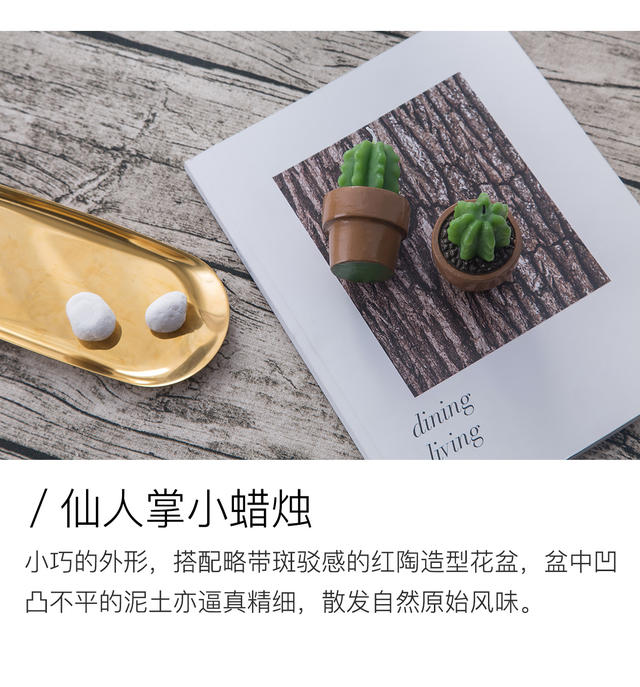 dining
living
/ 仙人掌小蜡烛
小巧的外形，搭配略带斑驳感的红陶造型花盆，盆中凹
凸不平的泥土亦逼真精细，散发自然原始风味。